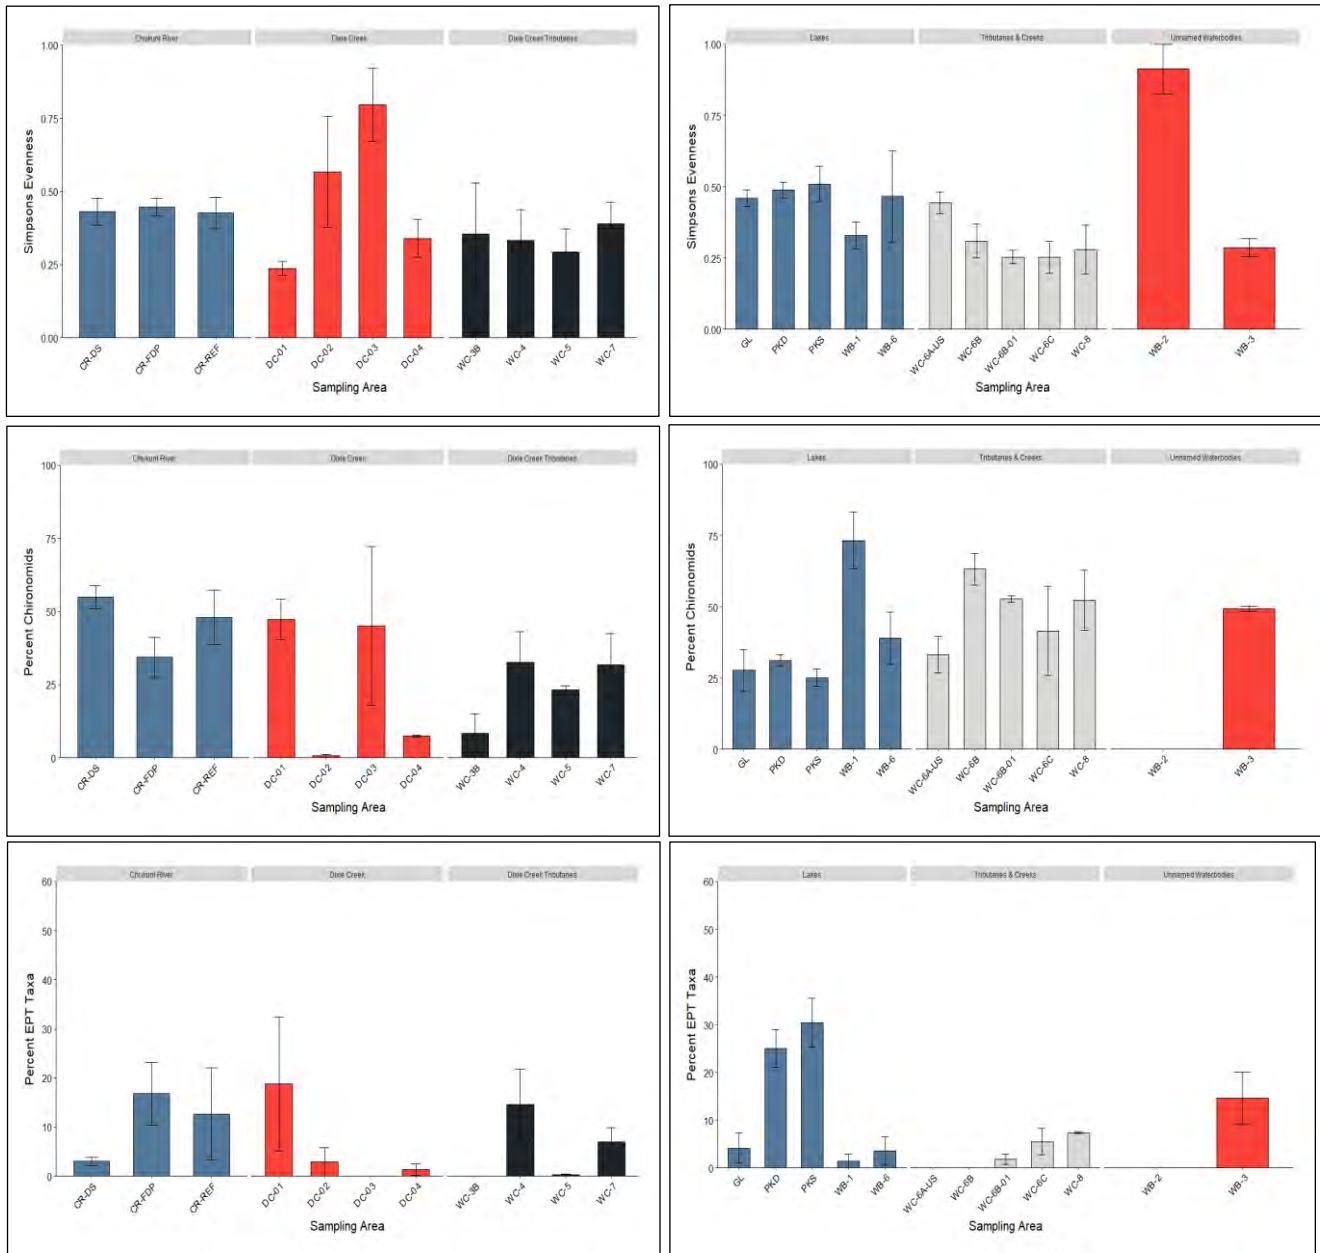 Chukuni River Dixie Creek Dixie Creek Tributaries
1.00
0.75
0.50
0.25
0.00
Simpsons Evenness
CR-DS CR-FDP CR-REF DC-01 DC-02 DC-03 DC-04 WC-3B WC-4 WC-5 WC-7
Sampling Area
Lakes Tributaries & Creeks Unnamed Waterbodies
1.00
0.75
0.50
0.25
0.00
Simpsons Evenness
GL PKD PKS WB-1 WB-6 WC-6A-US WC-6B WC-6B-01 WC-6C WC-8 WB-2 WB-3
Sampling Area
Chukuni River Dixie Creek Dixie Creek Tributaries
100
75
50
25
0
Percent Chironomids
CR-DS CR-FDP CR-REF DC-01 DC-02 DC-03 DC-04 WC-3B WC-4 WC-5 WC-7
Sampling Area
Lakes Tributaries & Creeks Unnamed Waterbodies
100
75
50
25
0
Percent Chironomids
GL PKD PKS WB-1 WB-6 WC-6A-US WC-6B WC-6B-01 WC-6C WC-8 WB-2 WB-3
Sampling Area
Chukuni River Dixie Creek Dixie Creek Tributaries
60
50
40
30
20
10
0
Percent EPT Taxa
CR-DS CR-FDP CR-REF DC-01 DC-02 DC-03 DC-04 WC-3B WC-4 WC-5 WC-7
Sampling Area
Lakes Tributaries & Creeks Unnamed Waterbodies
60
50
40
30
20
10
0
Percent EPT Taxa
GL PKD PKS WB-1 WB-6 WC-6A-US WC-6B WC-6B-01 WC-6C WC-8 WB-2 WB-3
Sampling Area